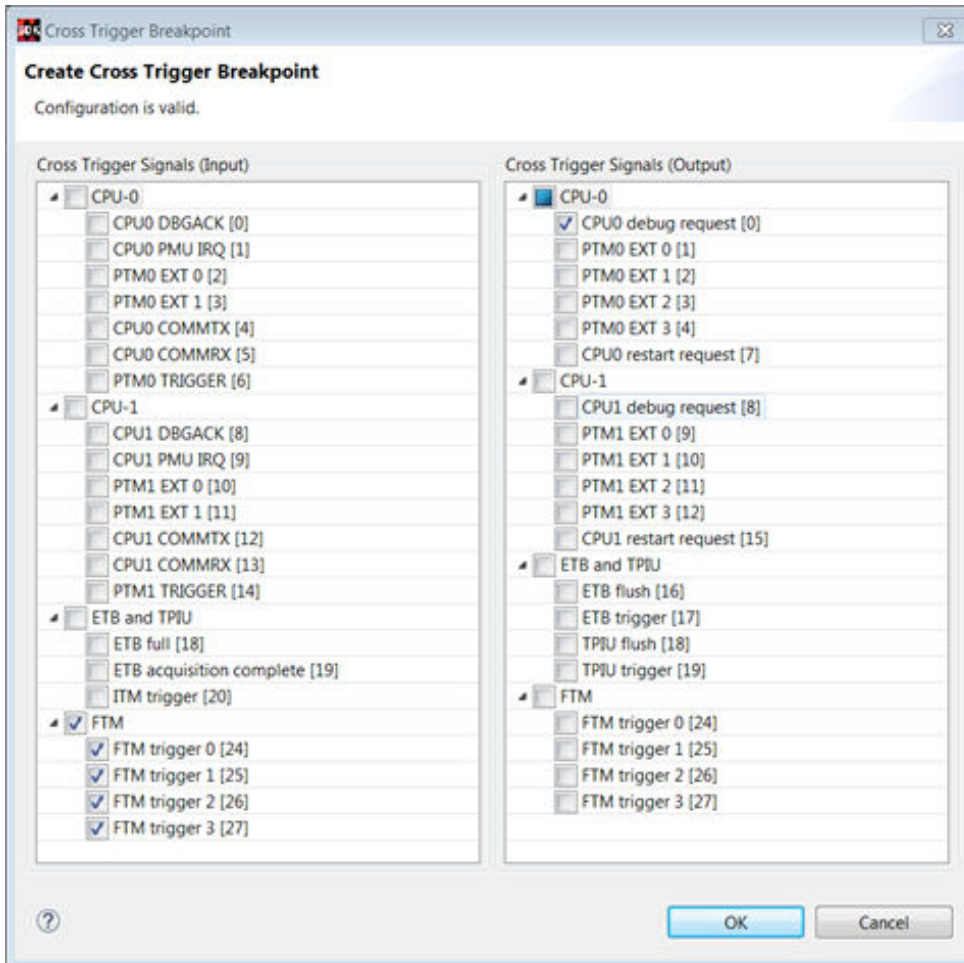 SDK Cross Trigger Breakpoint
Create Cross Trigger Breakpoint
Configuration is valid.
Cross Trigger Signals (Input)
CPU-0
CPU0 DBGACK [0]
CPU0 PMU IRQ [1]
PTM0 EXT 0 [2]
PTM0 EXT 1 [3]
CPU0 COMMTX [4]
CPU0 COMMRX [5]
PTM0 TRIGGER [6]
CPU-1
CPU1 DBGACK [8]
CPU1 PMU IRQ [9]
PTM1 EXT 0 [10]
PTM1 EXT 1 [11]
CPU1 COMMTX [12]
CPU1 COMMRX [13]
PTM1 TRIGGER [14]
ETB and TPIU
ETB full [18]
ETB acquisition complete [19]
ITM trigger [20]
FTM
FTM trigger 0 [24]
FTM trigger 1 [25]
FTM trigger 2 [26]
FTM trigger 3 [27]
Cross Trigger Signals (Output)
CPU-0
CPU0 debug request [0]
PTM0 EXT 0 [1]
PTM0 EXT 1 [2]
PTM0 EXT 2 [3]
PTM0 EXT 3 [4]
CPU0 restart request [7]
CPU-1
CPU1 debug request [8]
PTM1 EXT 0 [9]
PTM1 EXT 1 [10]
PTM1 EXT 2 [11]
PTM1 EXT 3 [12]
CPU1 restart request [15]
ETB and TPIU
ETB flush [16]
ETB trigger [17]
TPIU flush [18]
TPIU trigger [19]
FTM
FTM trigger 0 [24]
FTM trigger 1 [25]
FTM trigger 2 [26]
FTM trigger 3 [27]
?
OK
Cancel